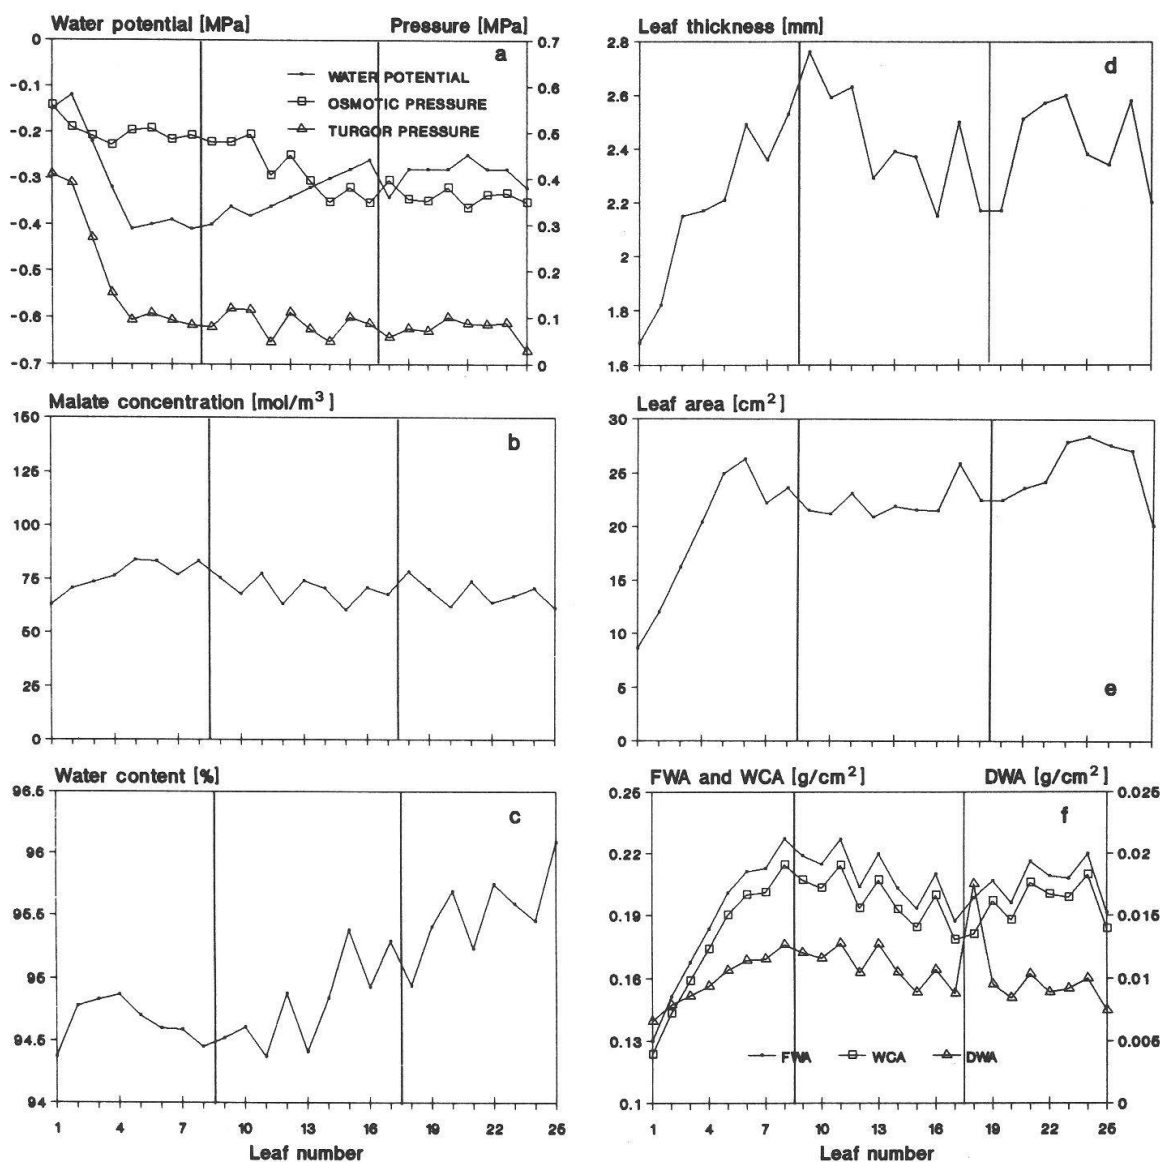 Water potential [MPa]
Pressure [MPa]
a
0
-0.1
-0.2
-0.3
-0.4
-0.5
-0.6
-0.7
WATER POTENTIAL
OSMOTIC PRESSURE
TURGOR PRESSURE
0.7
0.6
0.5
0.4
0.3
0.2
0.1
0
Leaf thickness [mm]
d
2.8
2.6
2.4
2.2
2
1.8
1.6
Malate concentration [mol/m³]
b
150
125
100
75
50
25
0
Leaf area [cm²]
e
30
25
20
15
10
5
0
Water content [%]
c
96.5
96
96.6
95
94.5
94
1 4 7 10 13 16 19 22 25
Leaf number
FWA and WCA [g/cm²]
DWA [g/cm²]
f
0.25
0.22
0.19
0.16
0.13
0.1
FWA WCA DWA
0.025
0.02
0.015
0.01
0.005
0
1 4 7 10 13 16 19 22 25
Leaf number